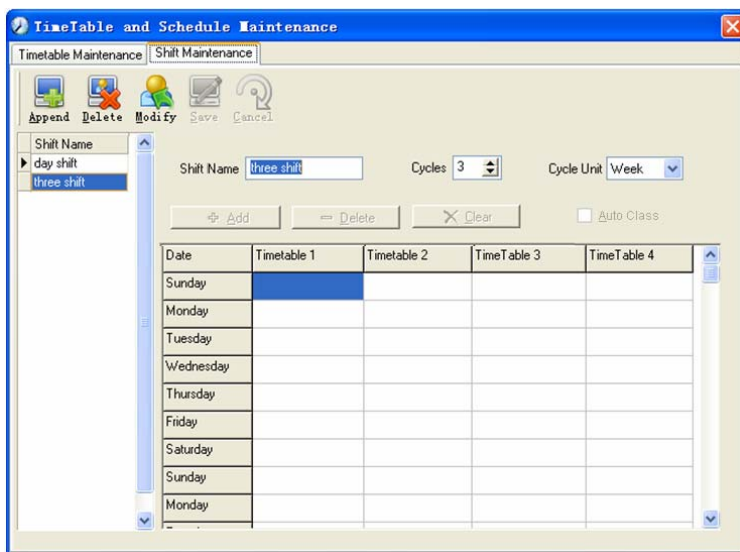 TimeTable and Schedule Maintenance
Timetable Maintenance Shift Maintenance
Append Delete Modify Save Cancel
Shift Name
day shift
three shift
Shift Name three shift Cycles 3 Cycle Unit Week
Add Delete Clear Auto Class
Date Timetable 1 Timetable 2 TimeTable 3 TimeTable 4
Sunday
Monday
Tuesday
Wednesday
Thursday
Friday
Saturday
Sunday
Monday